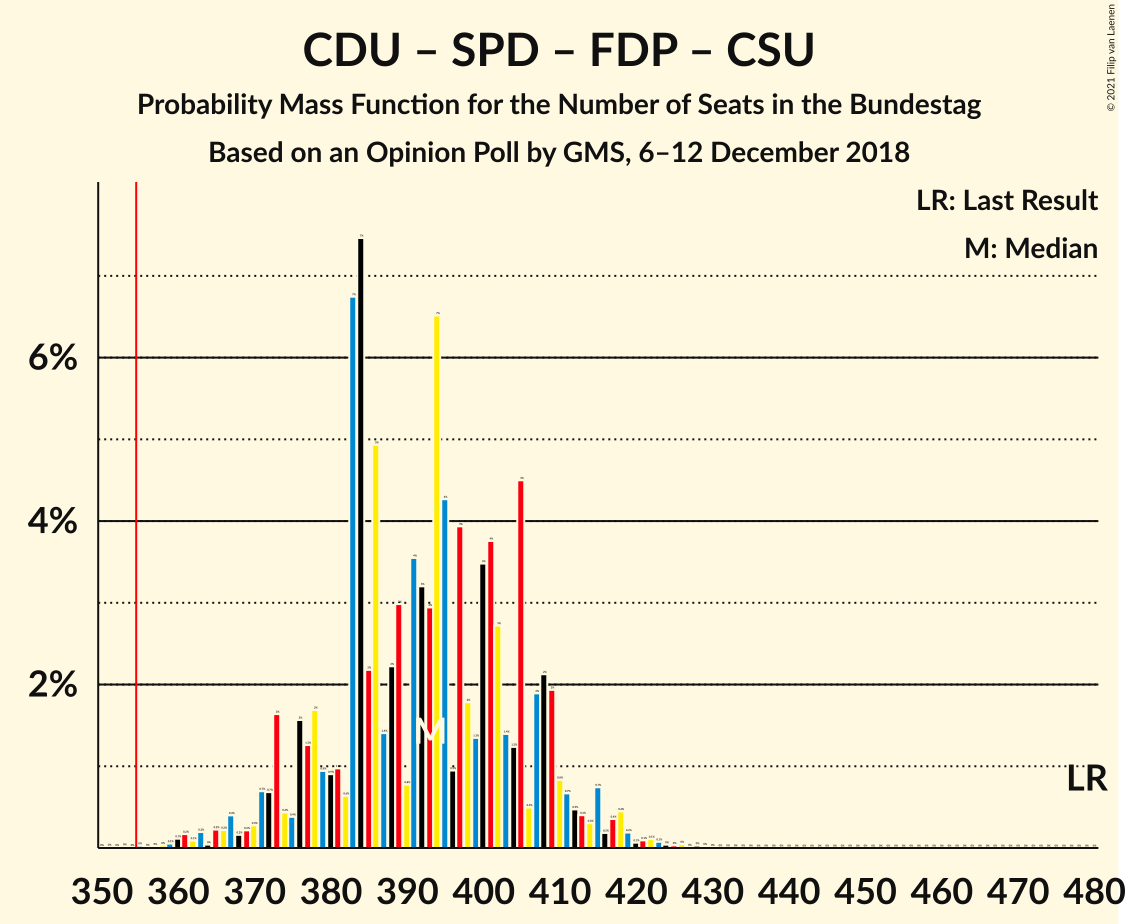 CDU – SPD – FDP – CSU
Probability Mass Function for the Number of Seats in the Bundestag
Based on an Opinion Poll by GMS, 6–12 December 2018
© 2021 Filip van Laenen
LR: Last Result
M: Median
6%
4%
2%
M
LR
350 360 370 380 390 400 410 420 430 440 450 460 470 480